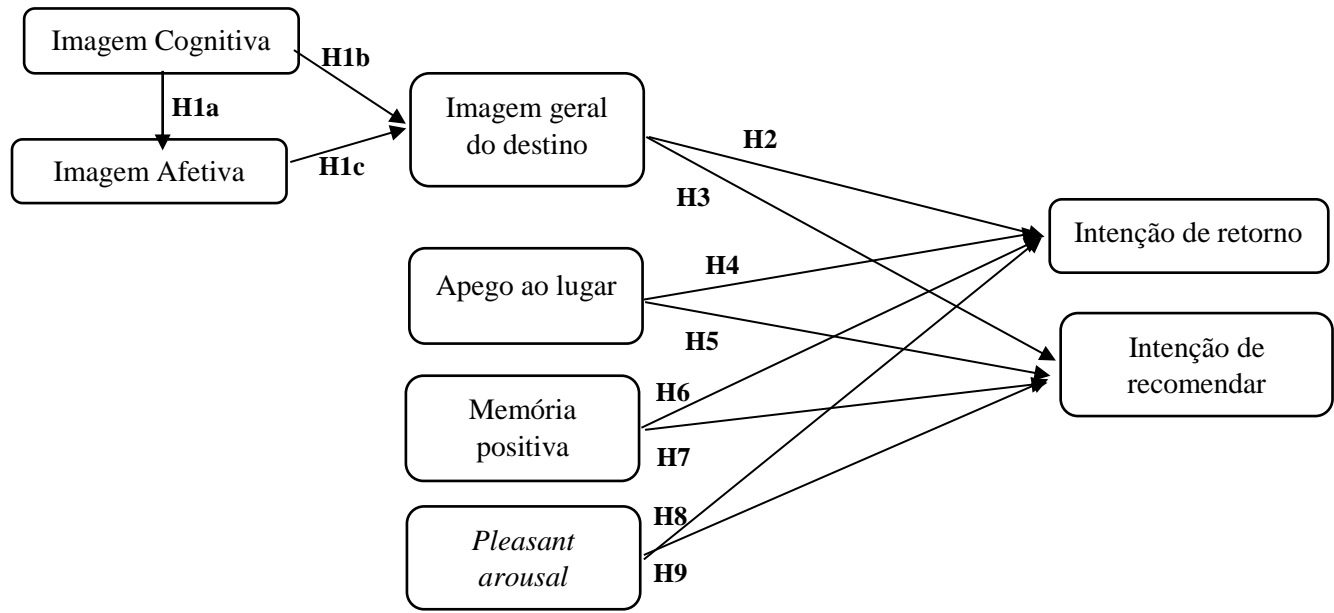 Imagem Cognitiva
H1b
H1a
Imagem geral
do destino
H1c
Imagem Afetiva
H2
H3
Intenção de retorno
H4
Apego ao lugar
H5
Intenção de
recomendar
H6
Memória
positiva
H7
H8
Pleasant
arousal
H9